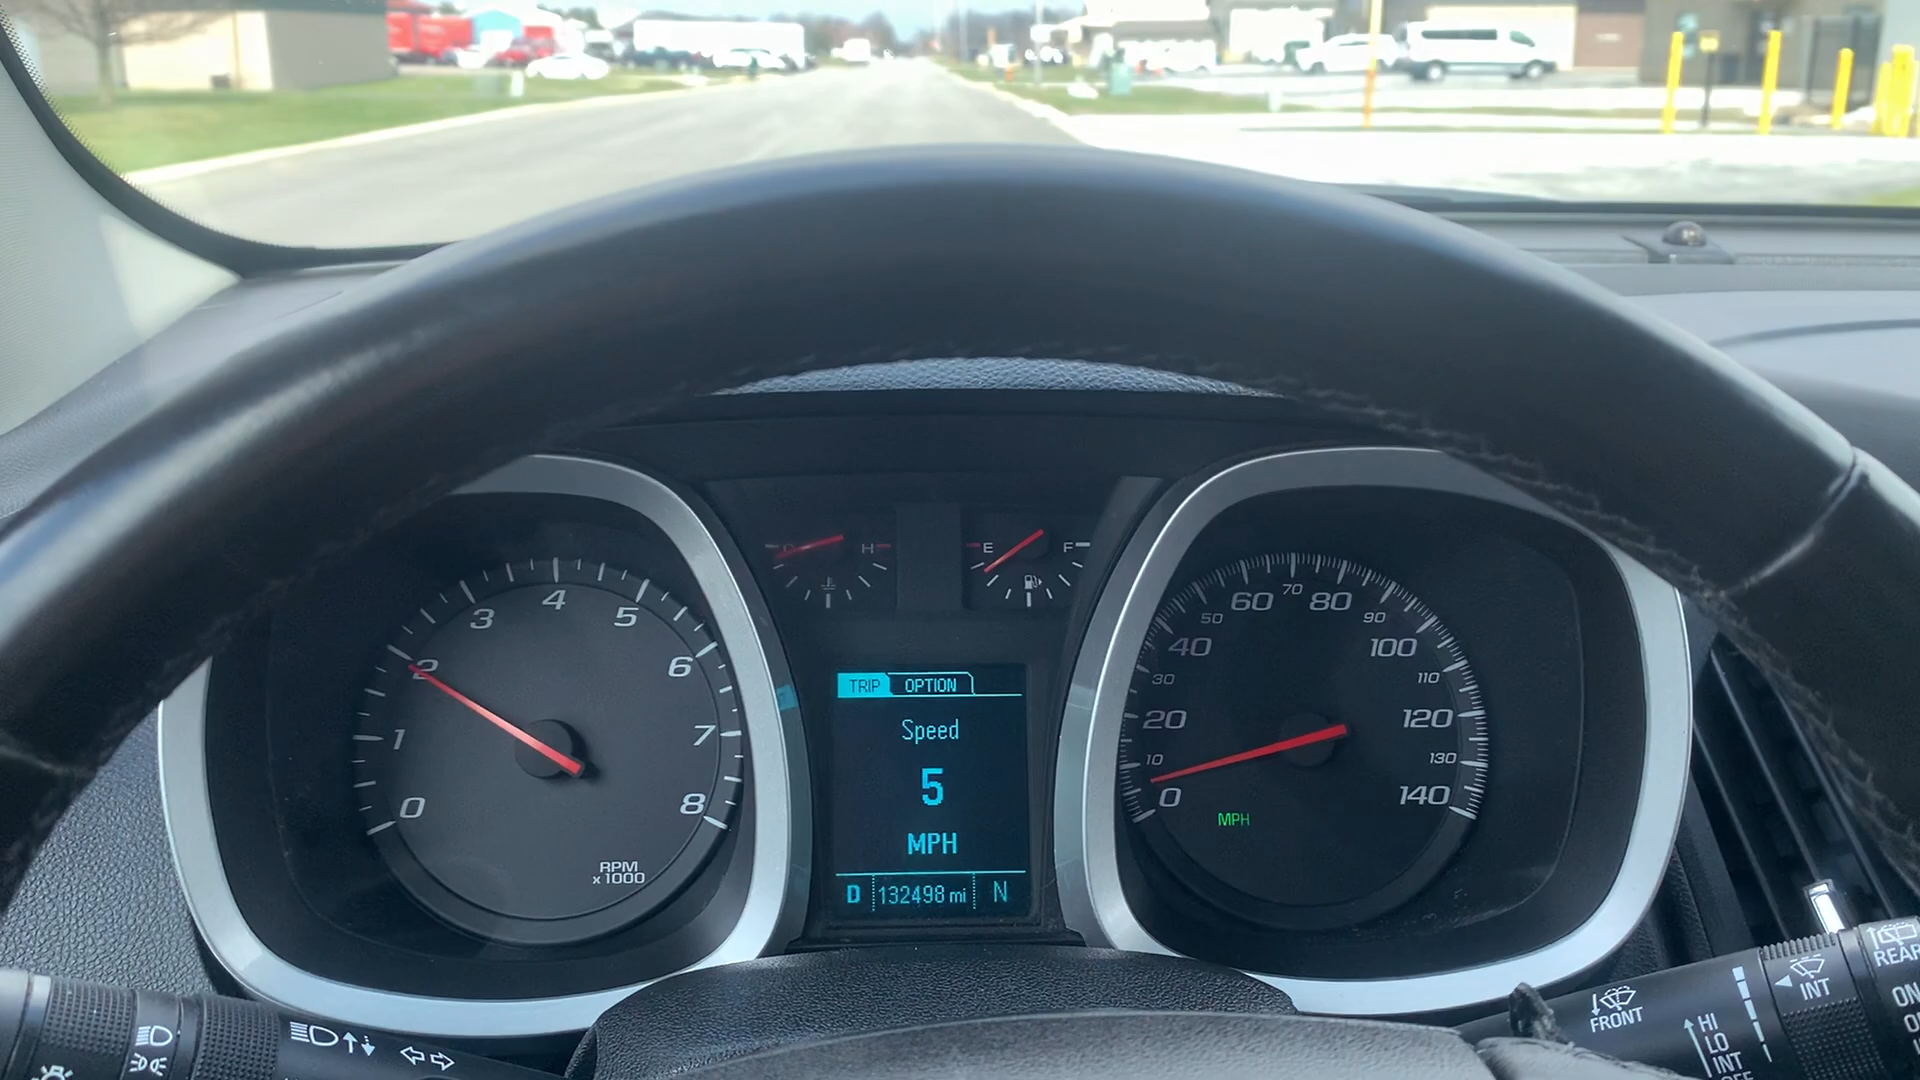 C H
E F
0 1 2 3 4 5 6 7 8
RPM
x 1000
TRIP OPTION
Speed
5
MPH
D 132498 mi N
0 10 20 30 40 50 60 70 80 90 100 110 120 130 140
MPH
FRONT
HI
LO
INT
OFF
INT
REAR
ON